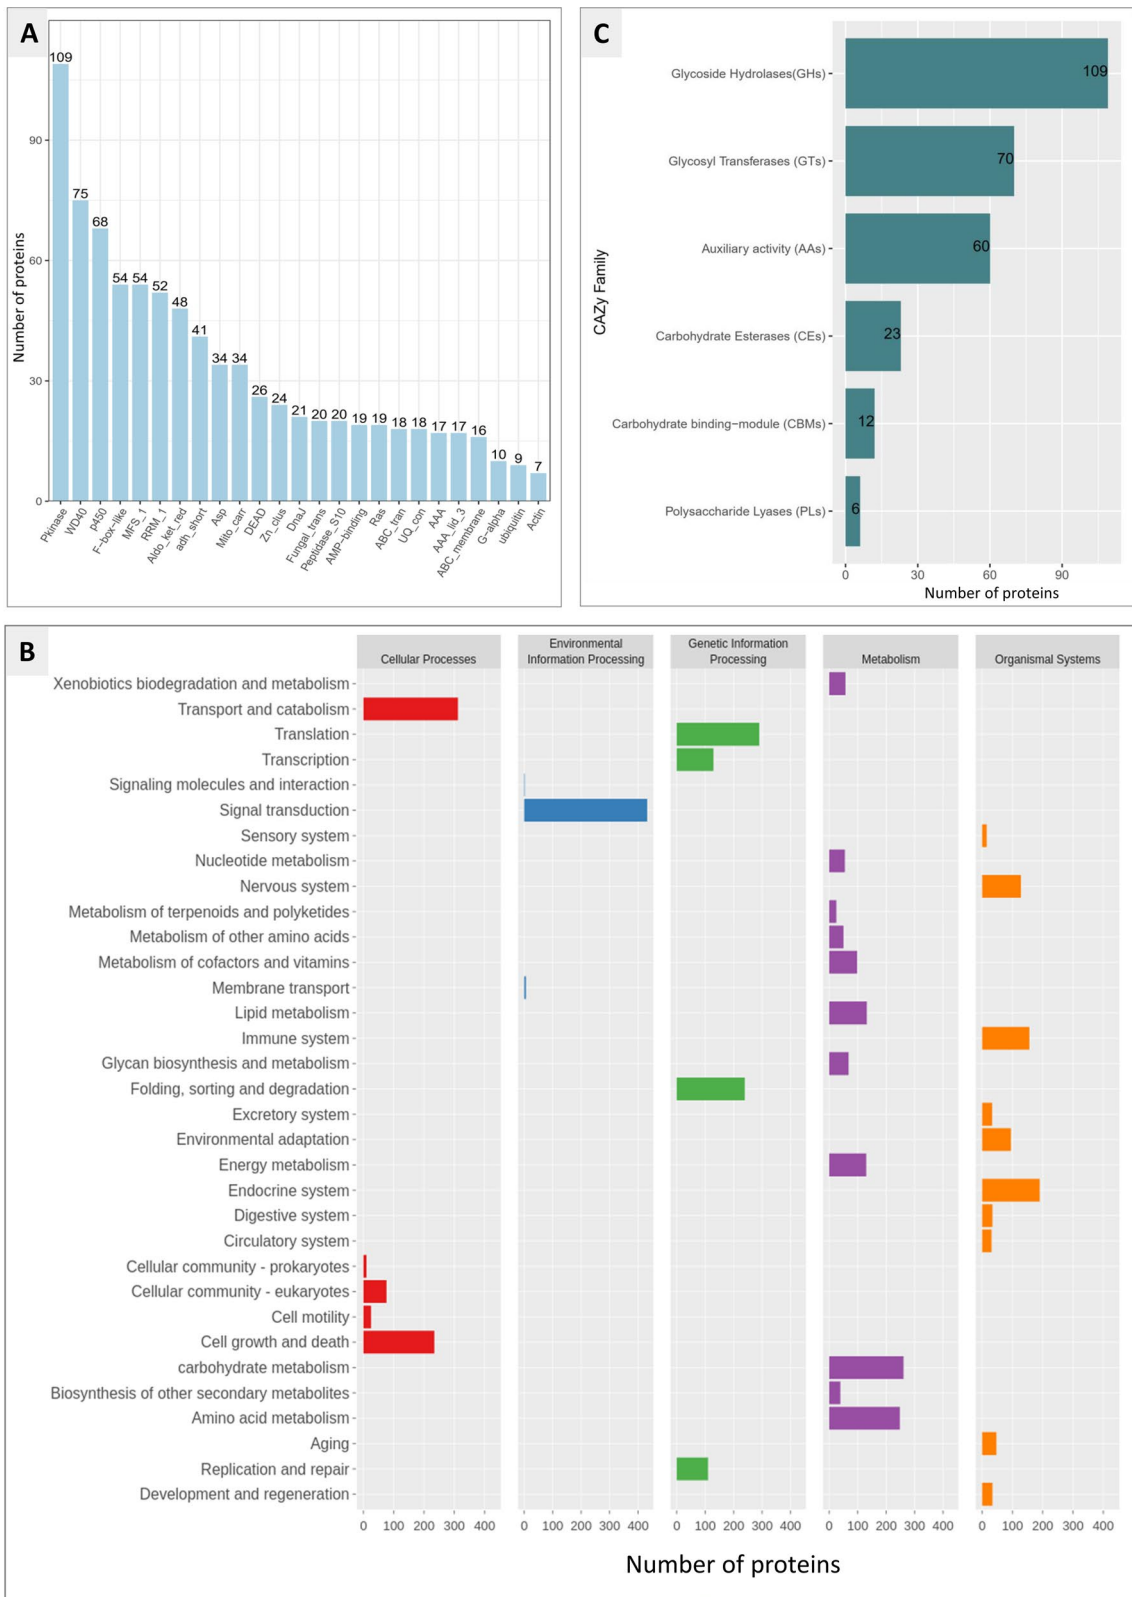 A
109
75
68
54
54
52
48
41
34
34
26
24
21
20
20
19
19
18
18
17
17
16
10
9
7
90
60
30
0
Number of proteins
Pkinase
WD40
p450
F-box-like
MFS_1
RRM_1
Aldo_ket_red
adh_short
Asp
Mito_carr
DEAD
Zn_clus
DnaJ
Fungal_trans
Peptidase_S10
AMP-binding
Ras
ABC_tran
UQ_con
AAA
AAA_lid_3
ABC_membrane
G-alpha
ubiquitin
Actin
C
CAZy Family
Glycoside Hydrolases(GHs)
109
Glycosyl Transferases (GTs)
70
Auxiliary activity (AAs)
60
Carbohydrate Esterases (CEs)
23
Carbohydrate binding-module (CBMs)
12
Polysaccharide Lyases (PLs)
6
0 30 60 90
Number of proteins
B
Cellular Processes
Environmental
Information Processing
Genetic Information
Processing
Metabolism
Organismal Systems
Xenobiotics biodegradation and metabolism
Transport and catabolism
Translation
Transcription
Signaling molecules and interaction
Signal transduction
Sensory system
Nucleotide metabolism
Nervous system
Metabolism of terpenoids and polyketides
Metabolism of other amino acids
Metabolism of cofactors and vitamins
Membrane transport
Lipid metabolism
Immune system
Glycan biosynthesis and metabolism
Folding, sorting and degradation
Excretory system
Environmental adaptation
Energy metabolism
Endocrine system
Digestive system
Circulatory system
Cellular community - prokaryotes
Cellular community - eukaryotes
Cell motility
Cell growth and death
carbohydrate metabolism
Biosynthesis of other secondary metabolites
Amino acid metabolism
Aging
Replication and repair
Development and regeneration
0 100 200 300 400 0 100 200 300 400 0 100 200 300 400 0 100 200 300 400 0 100 200 300 400
Number of proteins